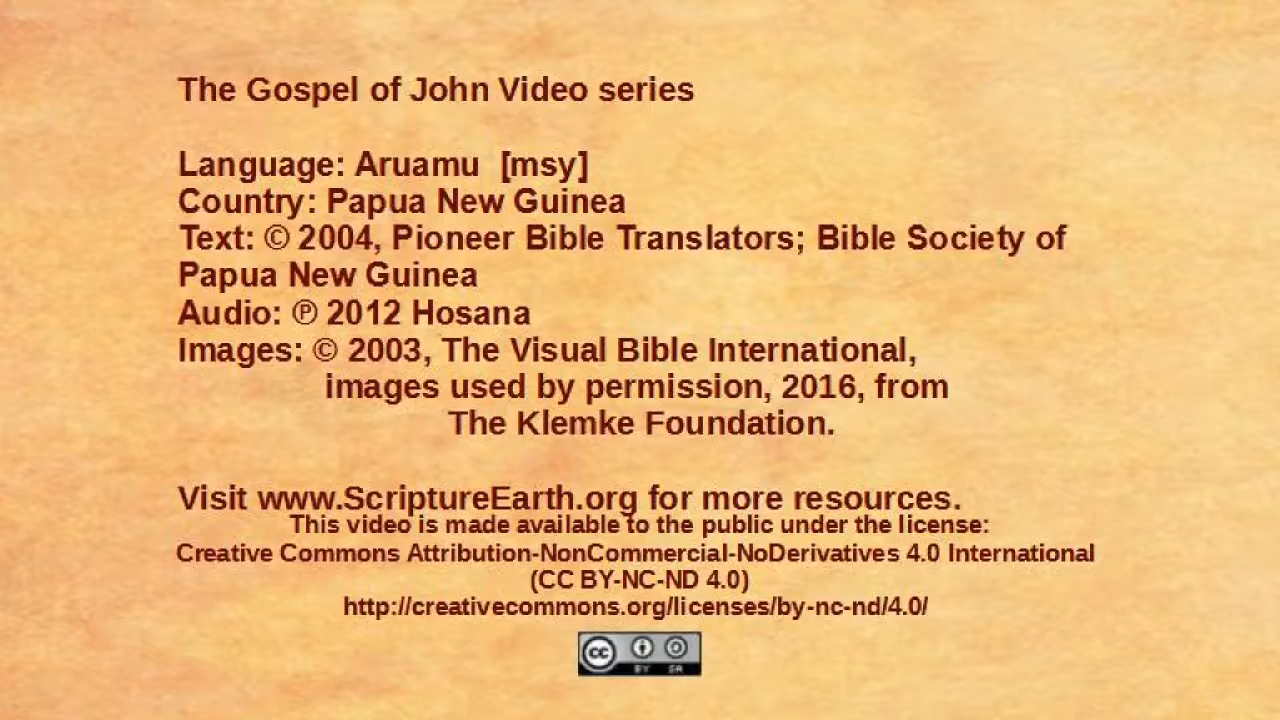 The Gospel of John Video series
Language: Aruamu [msy]
Country: Papua New Guinea
Text: © 2004, Pioneer Bible Translators; Bible Society of
Papua New Guinea
Audio: ℗ 2012 Hosana
Images: © 2003, The Visual Bible International,
images used by permission, 2016, from
The Klemke Foundation.
Visit www.ScriptureEarth.org for more resources.
This video is made available to the public under the license:
Creative Commons Attribution-NonCommercial-NoDerivatives 4.0 International
(CC BY-NC-ND 4.0)
http://creativecommons.org/licenses/by-nc-nd/4.0/
cc BY SA